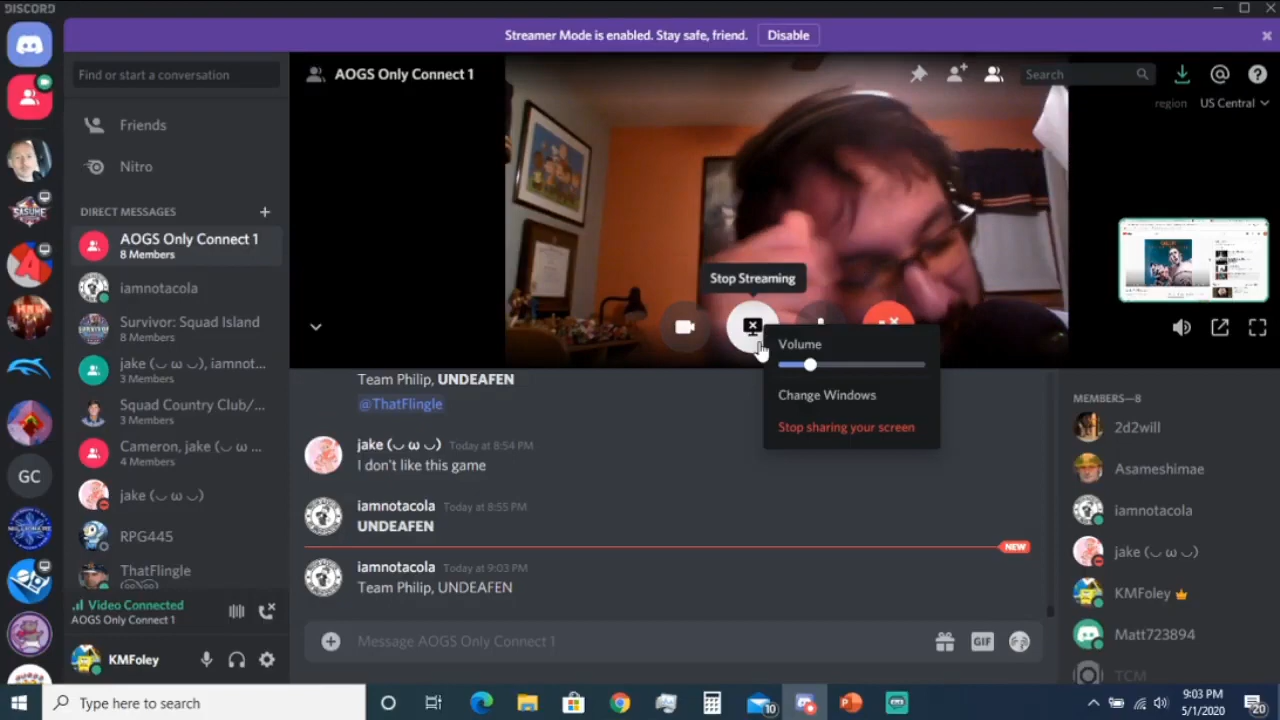 DISCORD
Streamer Mode is enabled. Stay safe, friend. Disable
Find or start a conversation
Friends
Nitro
DIRECT MESSAGES
AOGS Only Connect 1
8 Members
iamnotacola
Survivor: Squad Island
8 Members
jake (◡ ω ◡), iamnot...
3 Members
Squad Country Club/...
3 Members
Cameron, jake (◡ ω ...
4 Members
jake (◡ ω ◡)
RPG445
ThatFlingle
GC
Video Connected
AOGS Only Connect 1
KMFoley
AOGS Only Connect 1
Search
region US Central
Stop Streaming
Volume
Change Windows
Stop sharing your screen
Team Philip, UNDEAFEN
@ThatFlingle
jake (◡ ω ◡) Today at 8:54 PM
I don't like this game
iamnotacola Today at 8:55 PM
UNDEAFEN
NEW
iamnotacola Today at 9:03 PM
Team Philip, UNDEAFEN
Message AOGS Only Connect 1
GIF
MEMBERS—8
2d2will
Asameshimae
iamnotacola
jake (◡ ω ◡)
KMFoley
Matt723894
TCM
Type here to search
10
9:03 PM
5/1/2020
20